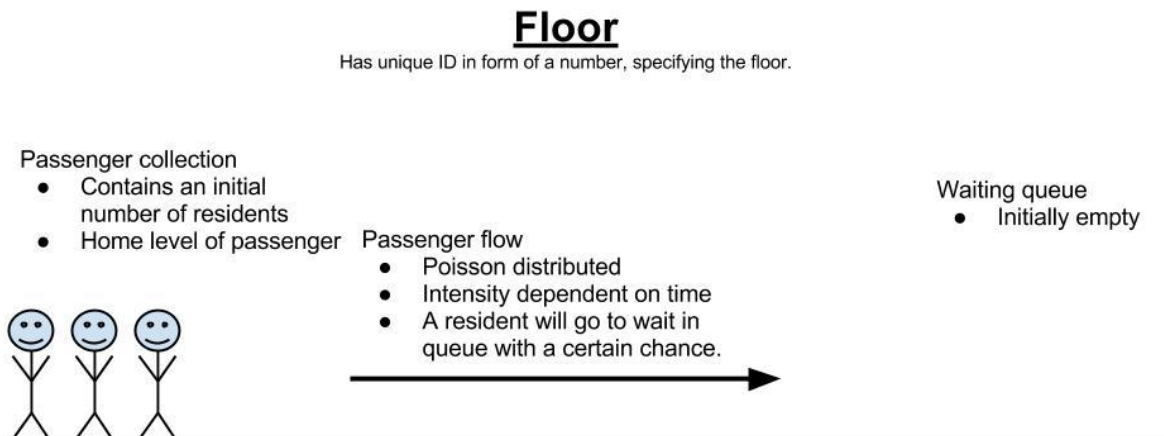 Floor
Has unique ID in form of a number, specifying the floor.
Passenger collection
● Contains an initial
number of residents
● Home level of passenger
Passenger flow
● Poisson distributed
● Intensity dependent on time
● A resident will go to wait in
queue with a certain chance.
Waiting queue
● Initially empty